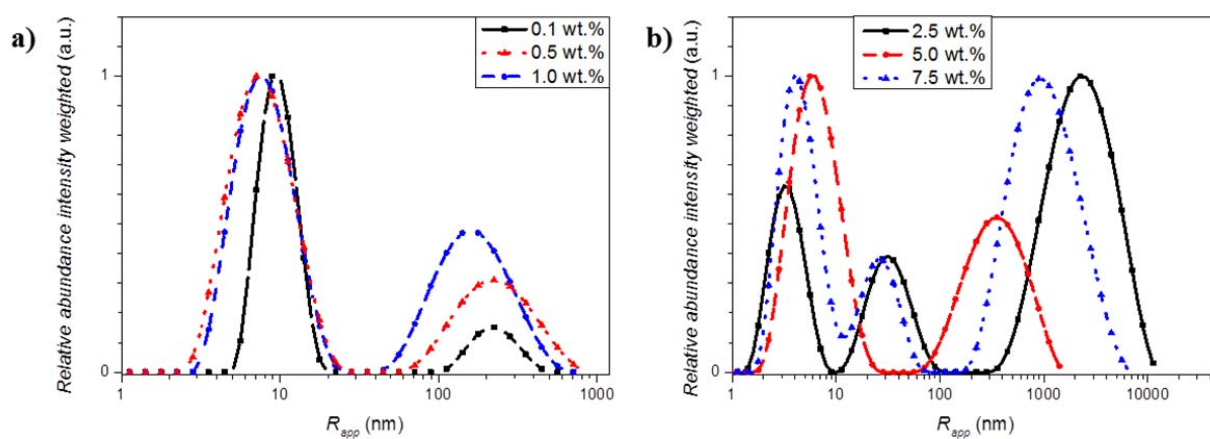 a)
Relative abundance intensity weighted (a.u.)
1
0
1
10
100
1000
R_app (nm)
0.1 wt.%
0.5 wt.%
1.0 wt.%
b)
Relative abundance intensity weighted (a.u.)
1
0
1
10
100
1000
10000
R_app (nm)
2.5 wt.%
5.0 wt.%
7.5 wt.%